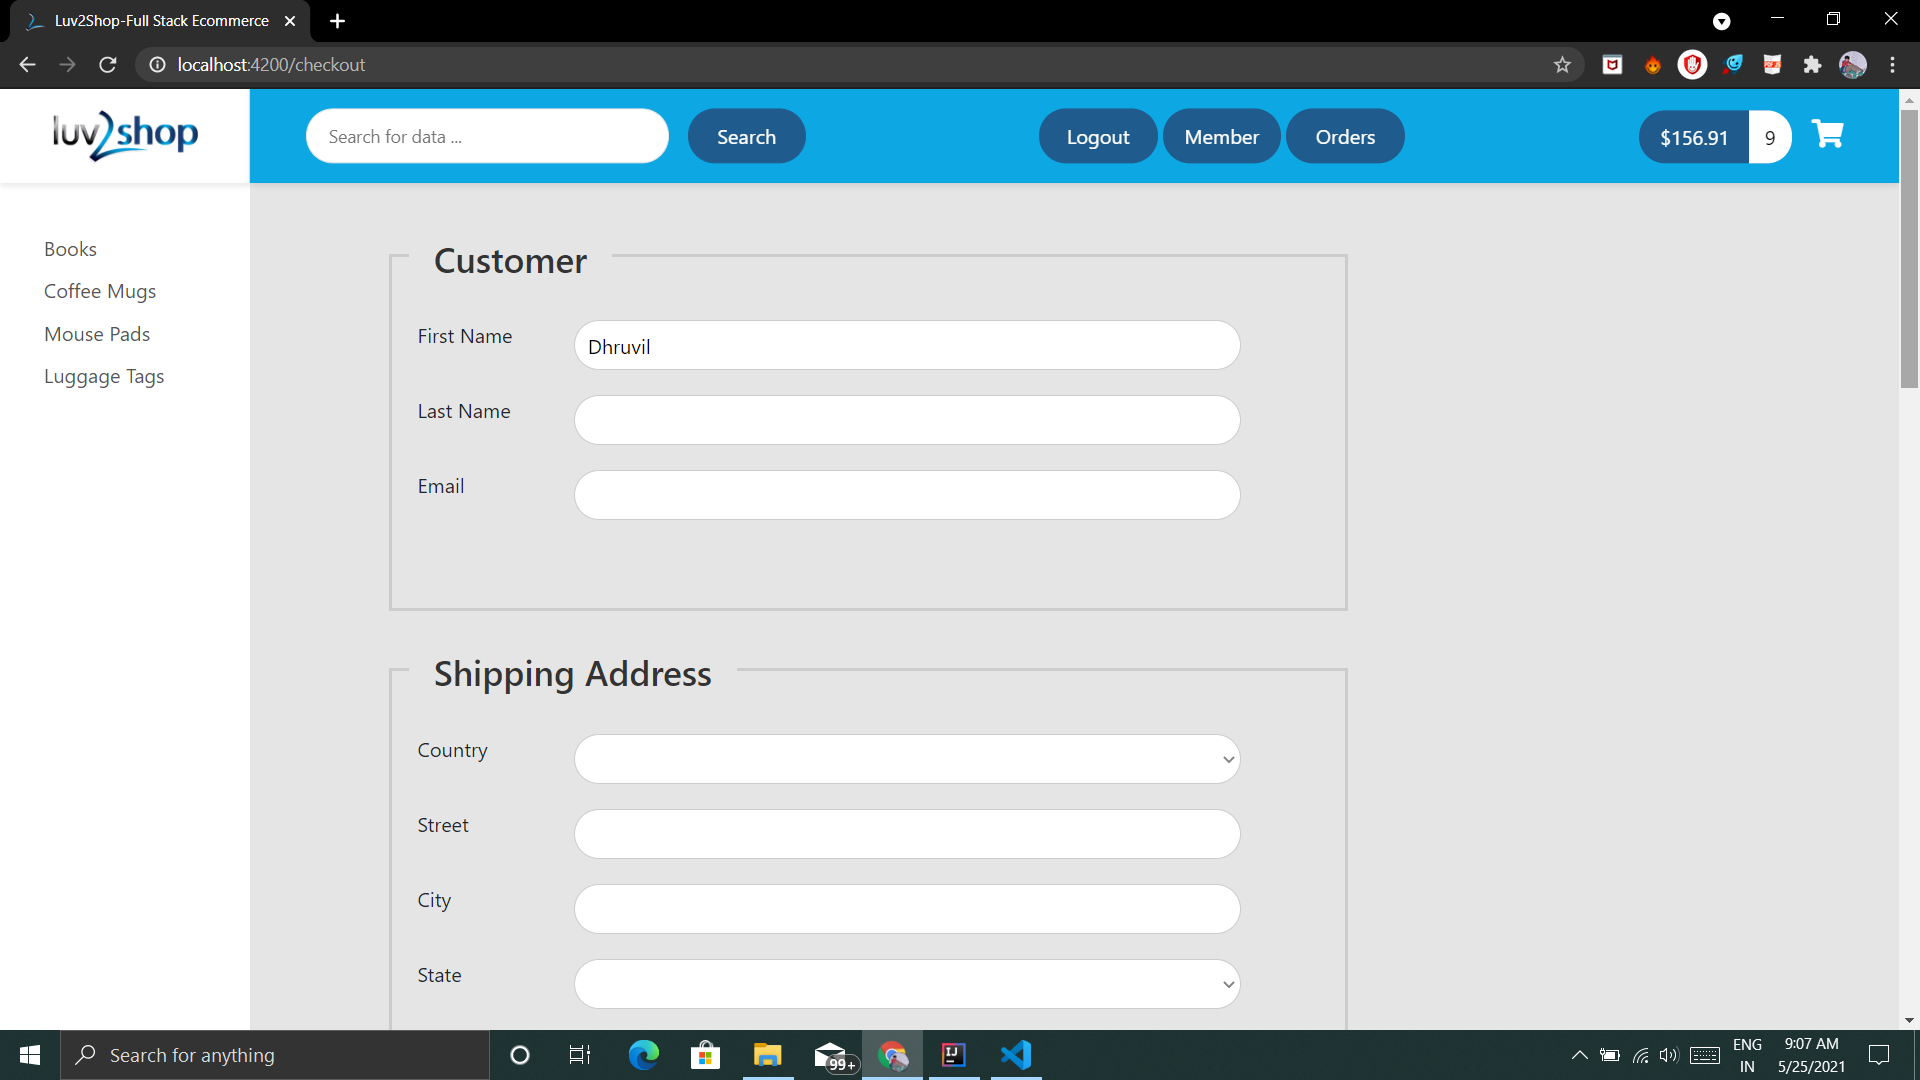 Luv2Shop-Full Stack Ecommerce
localhost:4200/checkout
luv2shop
Search for data ...
Search
Logout
Member
Orders
$156.91
9
Books
Coffee Mugs
Mouse Pads
Luggage Tags
Customer
First Name
Dhruvil
Last Name
Email
Shipping Address
Country
Street
City
State
Search for anything
99+
ENG
IN
9:07 AM
5/25/2021